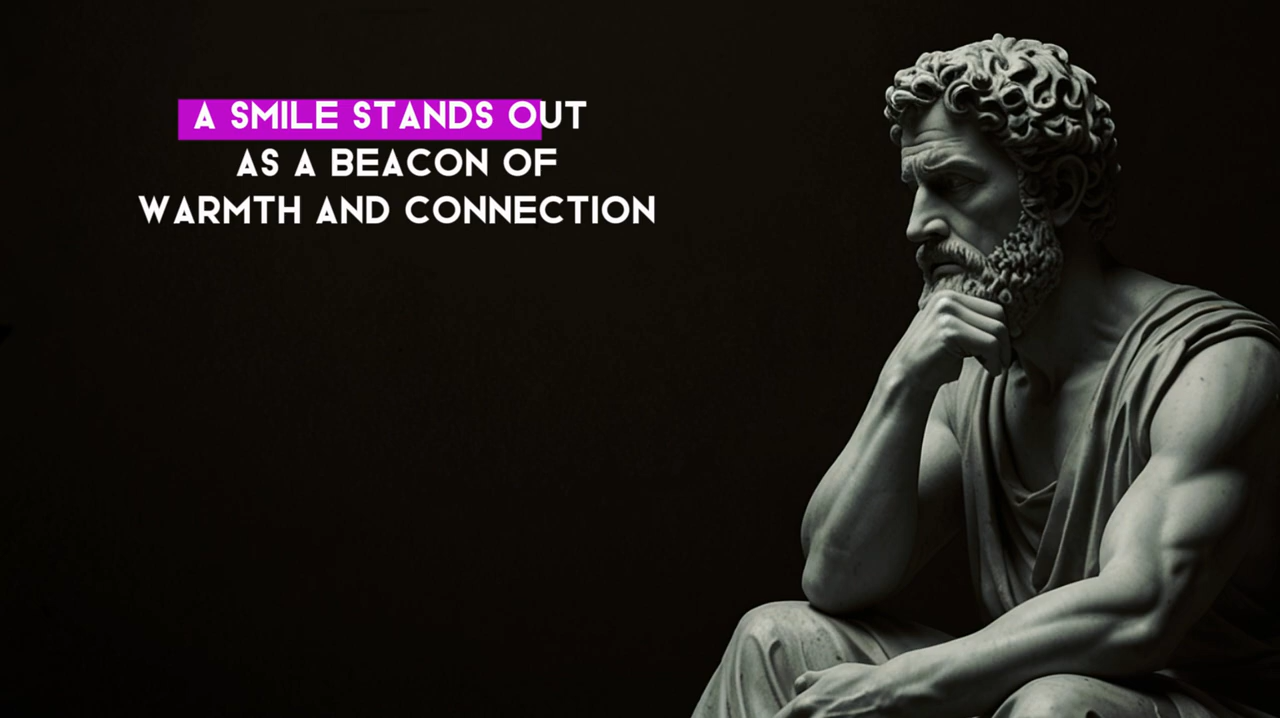 A SMILE STANDS OUT
AS A BEACON OF
WARMTH AND CONNECTION